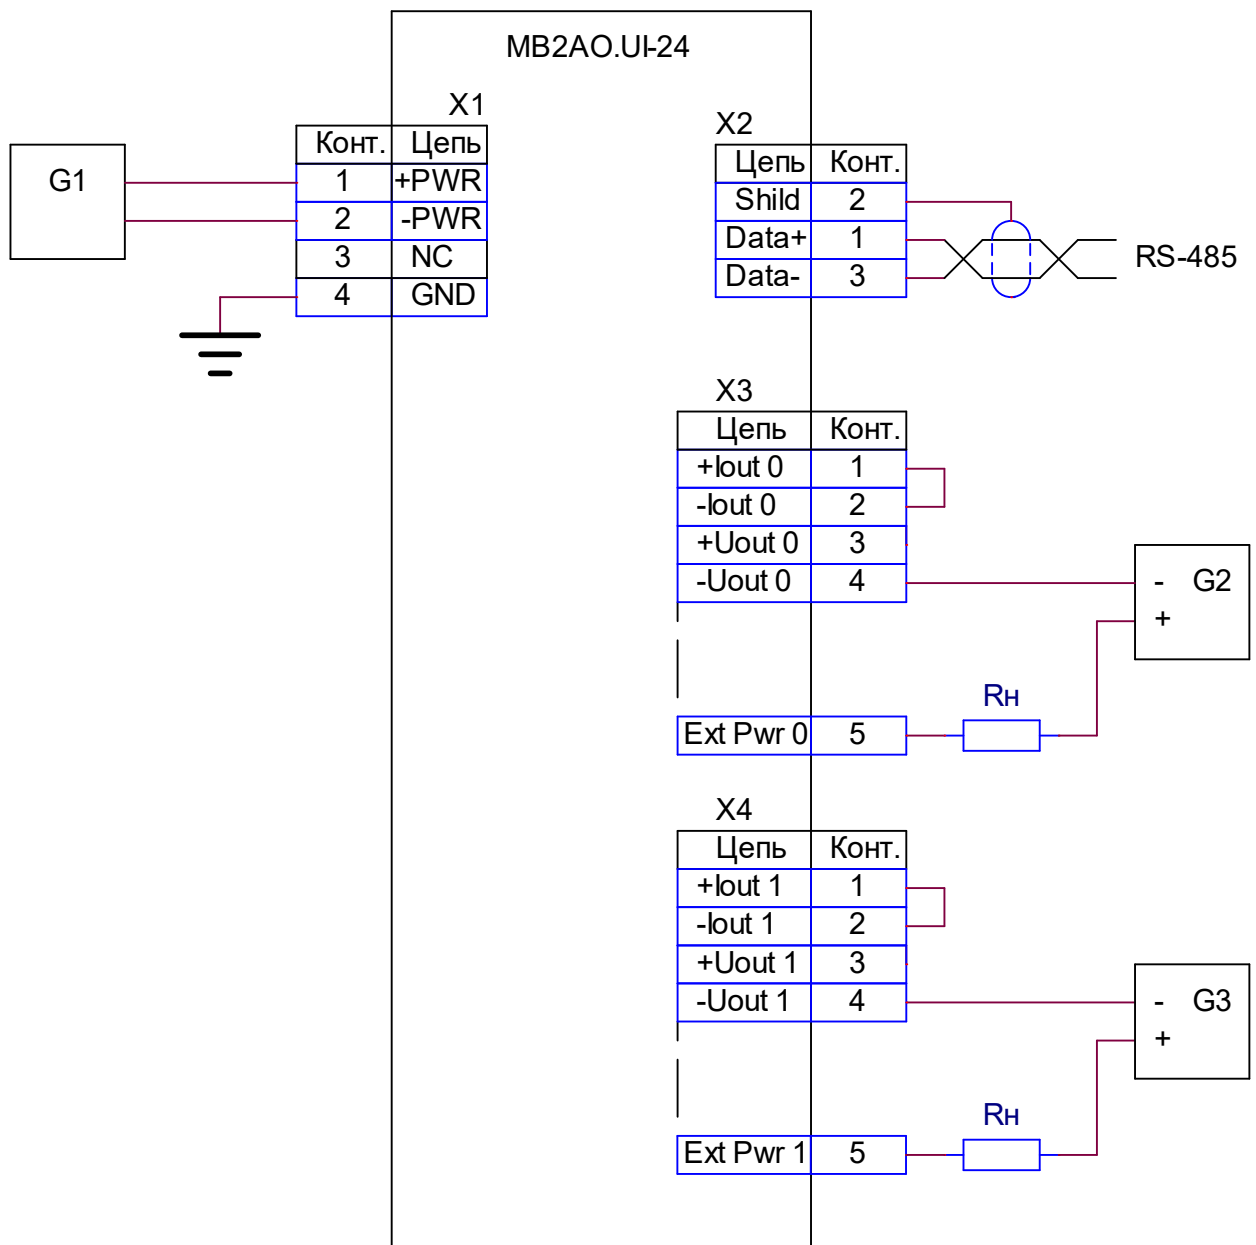 MB2AO.UI-24
X1
Конт. Цепь
1 +PWR
2 -PWR
3 NC
4 GND
G1
X2
Цепь Конт.
Shild 2
Data+ 1
Data- 3
RS-485
X3
Цепь Конт.
+Iout 0 1
-Iout 0 2
+Uout 0 3
-Uout 0 4
- G2
+
Rн
Ext Pwr 0 5
X4
Цепь Конт.
+Iout 1 1
-Iout 1 2
+Uout 1 3
-Uout 1 4
- G3
+
Rн
Ext Pwr 1 5